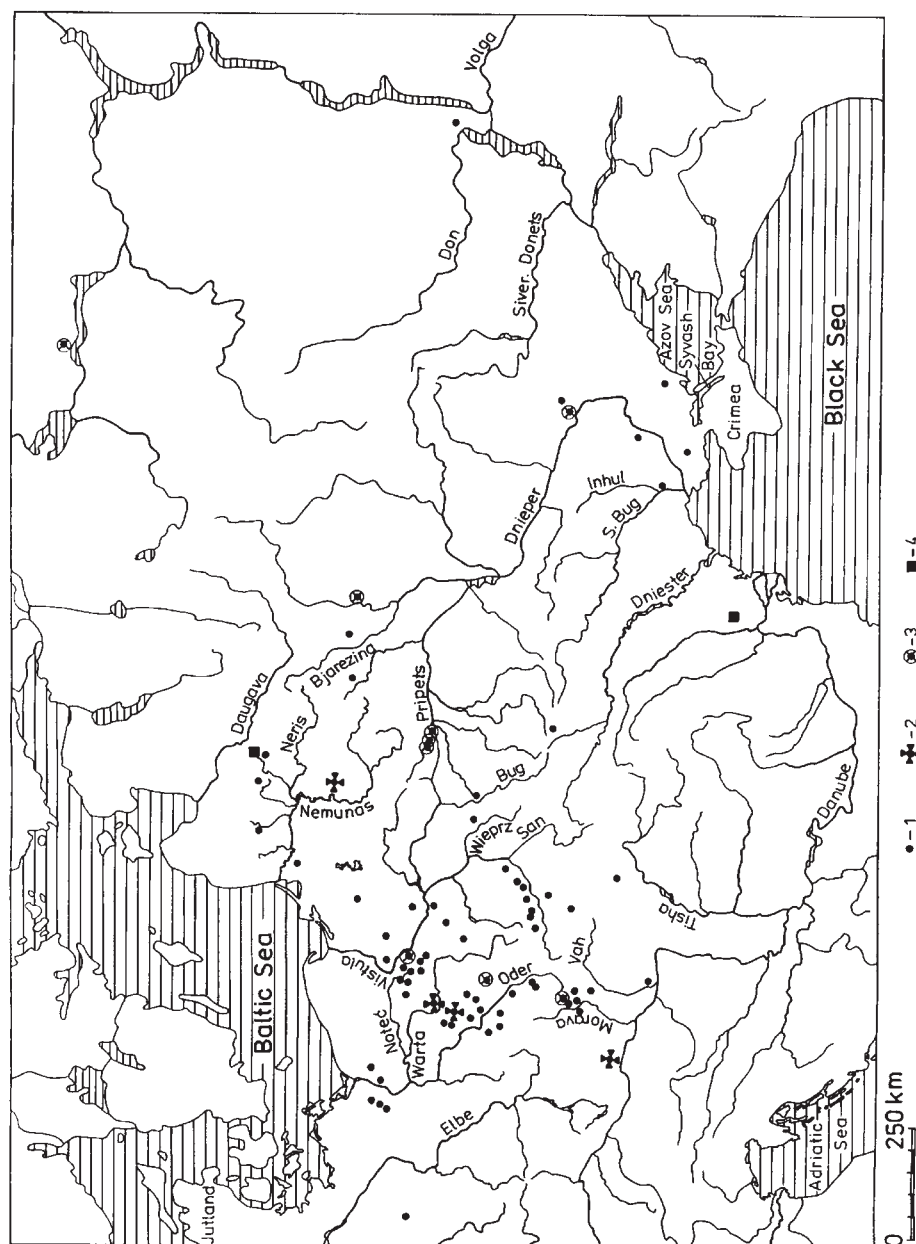 Volga
Don
Siver. Donets
Azov Sea
Syvash
Bay
Crimea
Black Sea
Dnieper
Inhul
S. Bug
Dniester
Daugava
Bjarezina
Neris
Pripets
Nemunas
Bug
Wieprz
San
Danube
Tisha
Baltic Sea
Vistula
Noteć
Warta
Oder
Vah
Morava
Elbe
Jutland
Adriatic
Sea
0 250 km
1
2
3
4